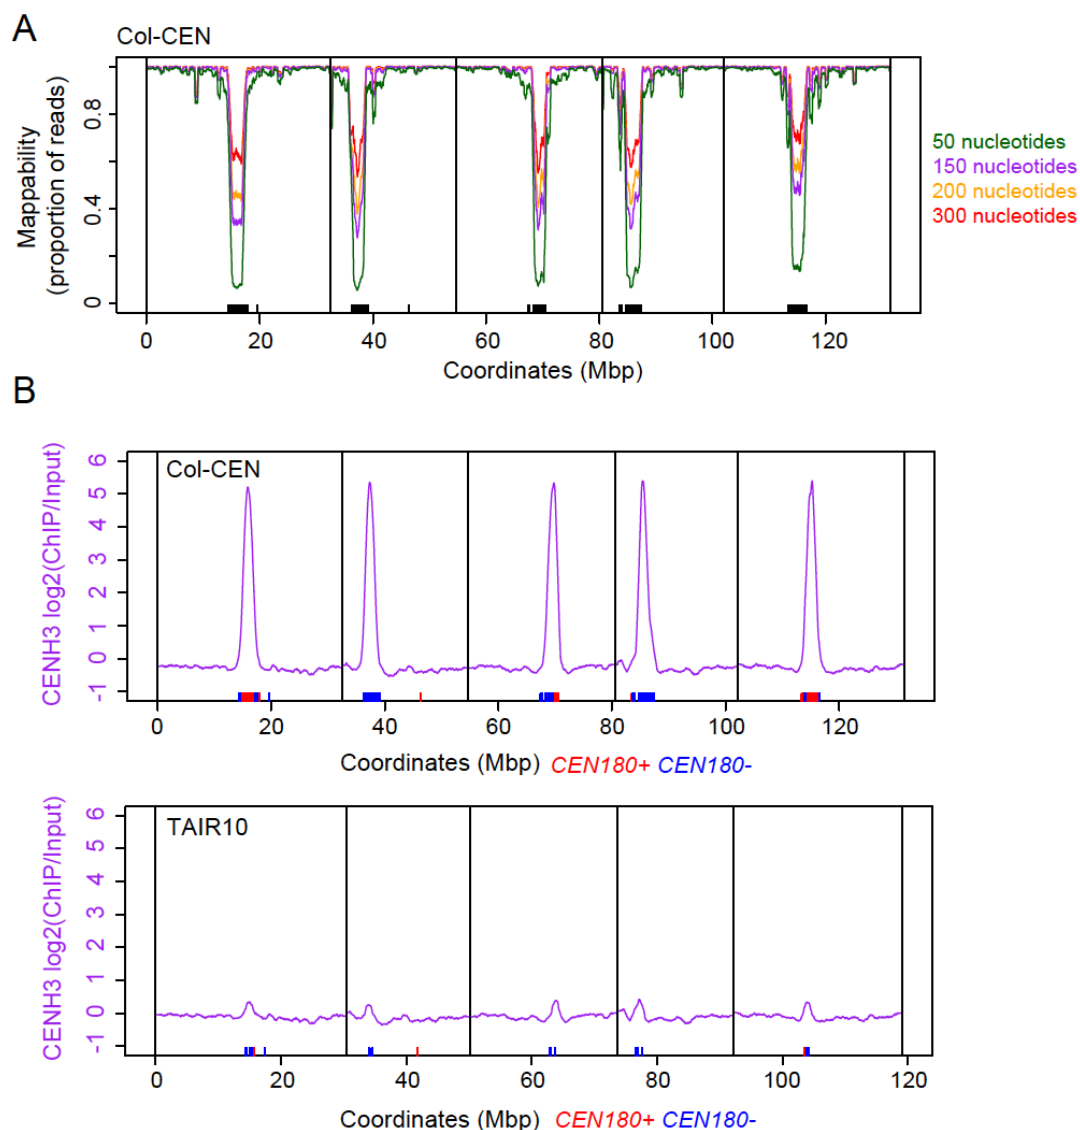 A
Col-CEN
Mappability
(proportion of reads)
0 0.4 0.8
50 nucleotides
150 nucleotides
200 nucleotides
300 nucleotides
0 20 40 60 80 100 120
Coordinates (Mbp)
B
CENH3 log2(ChIP/Input)
-1 0 1 2 3 4 5 6
Col-CEN
0 20 40 60 80 100 120
Coordinates (Mbp) CEN180+ CEN180-
CENH3 log2(ChIP/Input)
-1 0 1 2 3 4 5 6
TAIR10
0 20 40 60 80 100 120
Coordinates (Mbp) CEN180+ CEN180-